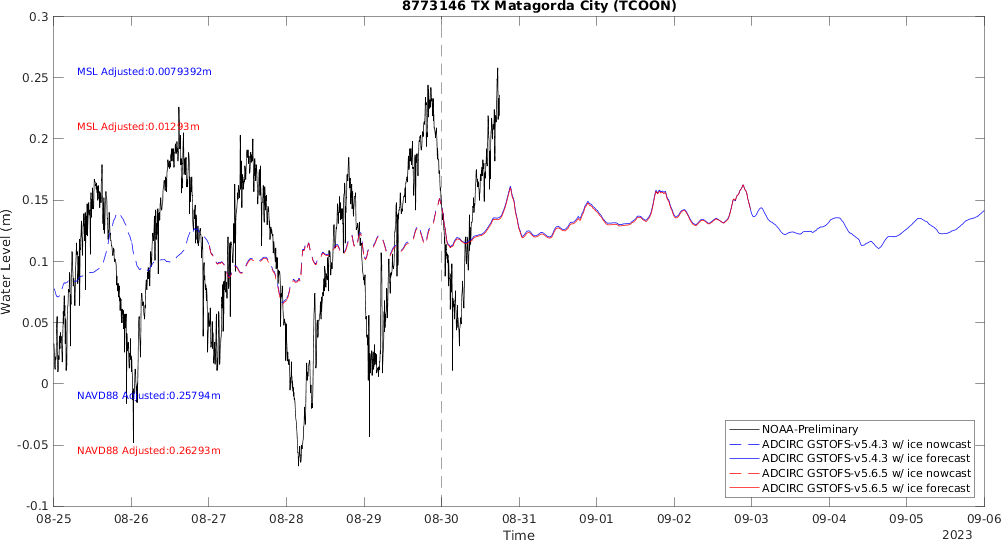 8773146 TX Matagorda City (TCOON)
0.3
0.25
0.2
0.15
0.1
0.05
0
-0.05
-0.1
Water Level (m)
MSL Adjusted:0.0079392m
MSL Adjusted:0.01293m
NAVD88 Adjusted:0.25794m
NAVD88 Adjusted:0.26293m
NOAA-Preliminary
ADCIRC GSTOFS-v5.4.3 w/ ice nowcast
ADCIRC GSTOFS-v5.4.3 w/ ice forecast
ADCIRC GSTOFS-v5.6.5 w/ ice nowcast
ADCIRC GSTOFS-v5.6.5 w/ ice forecast
08-25 08-26 08-27 08-28 08-29 08-30 08-31 09-01 09-02 09-03 09-04 09-05 09-06
Time
2023